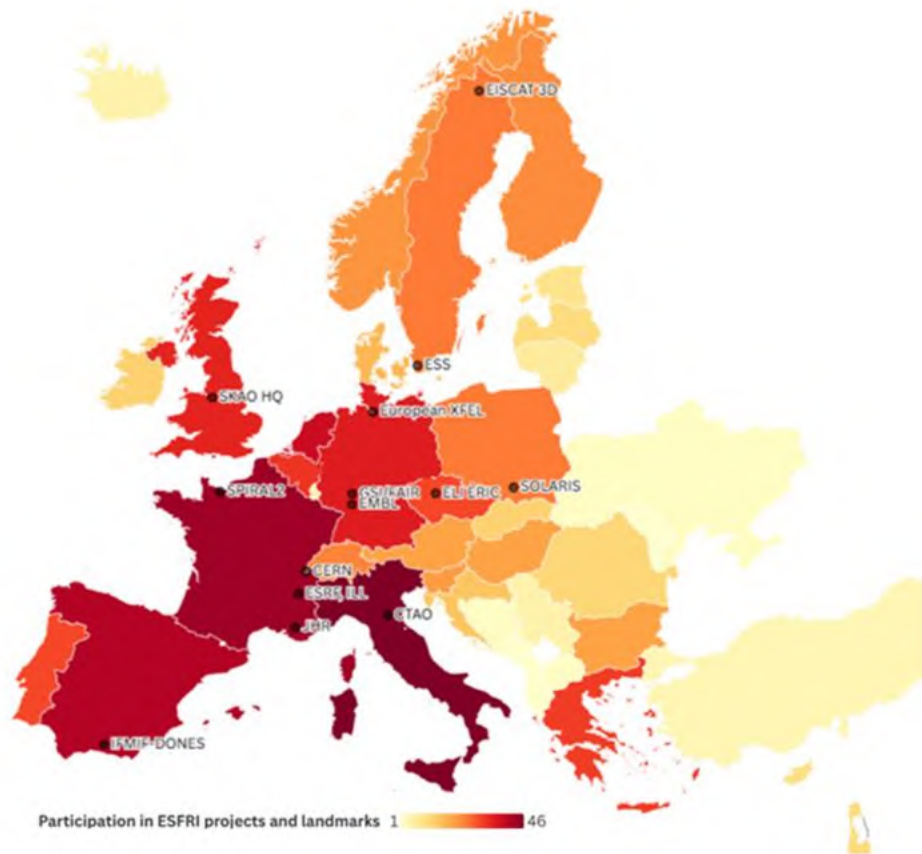 EISCAT 3D
ESS
SKAO HQ
European XFEL
SPIRAL2
GSI/FAIR
ELI ERIC
SOLARIS
EMBL
CERN
ESRF, ILL
CTAO
JHR
IFMIF-DONES
Participation in ESFRI projects and landmarks 1 46